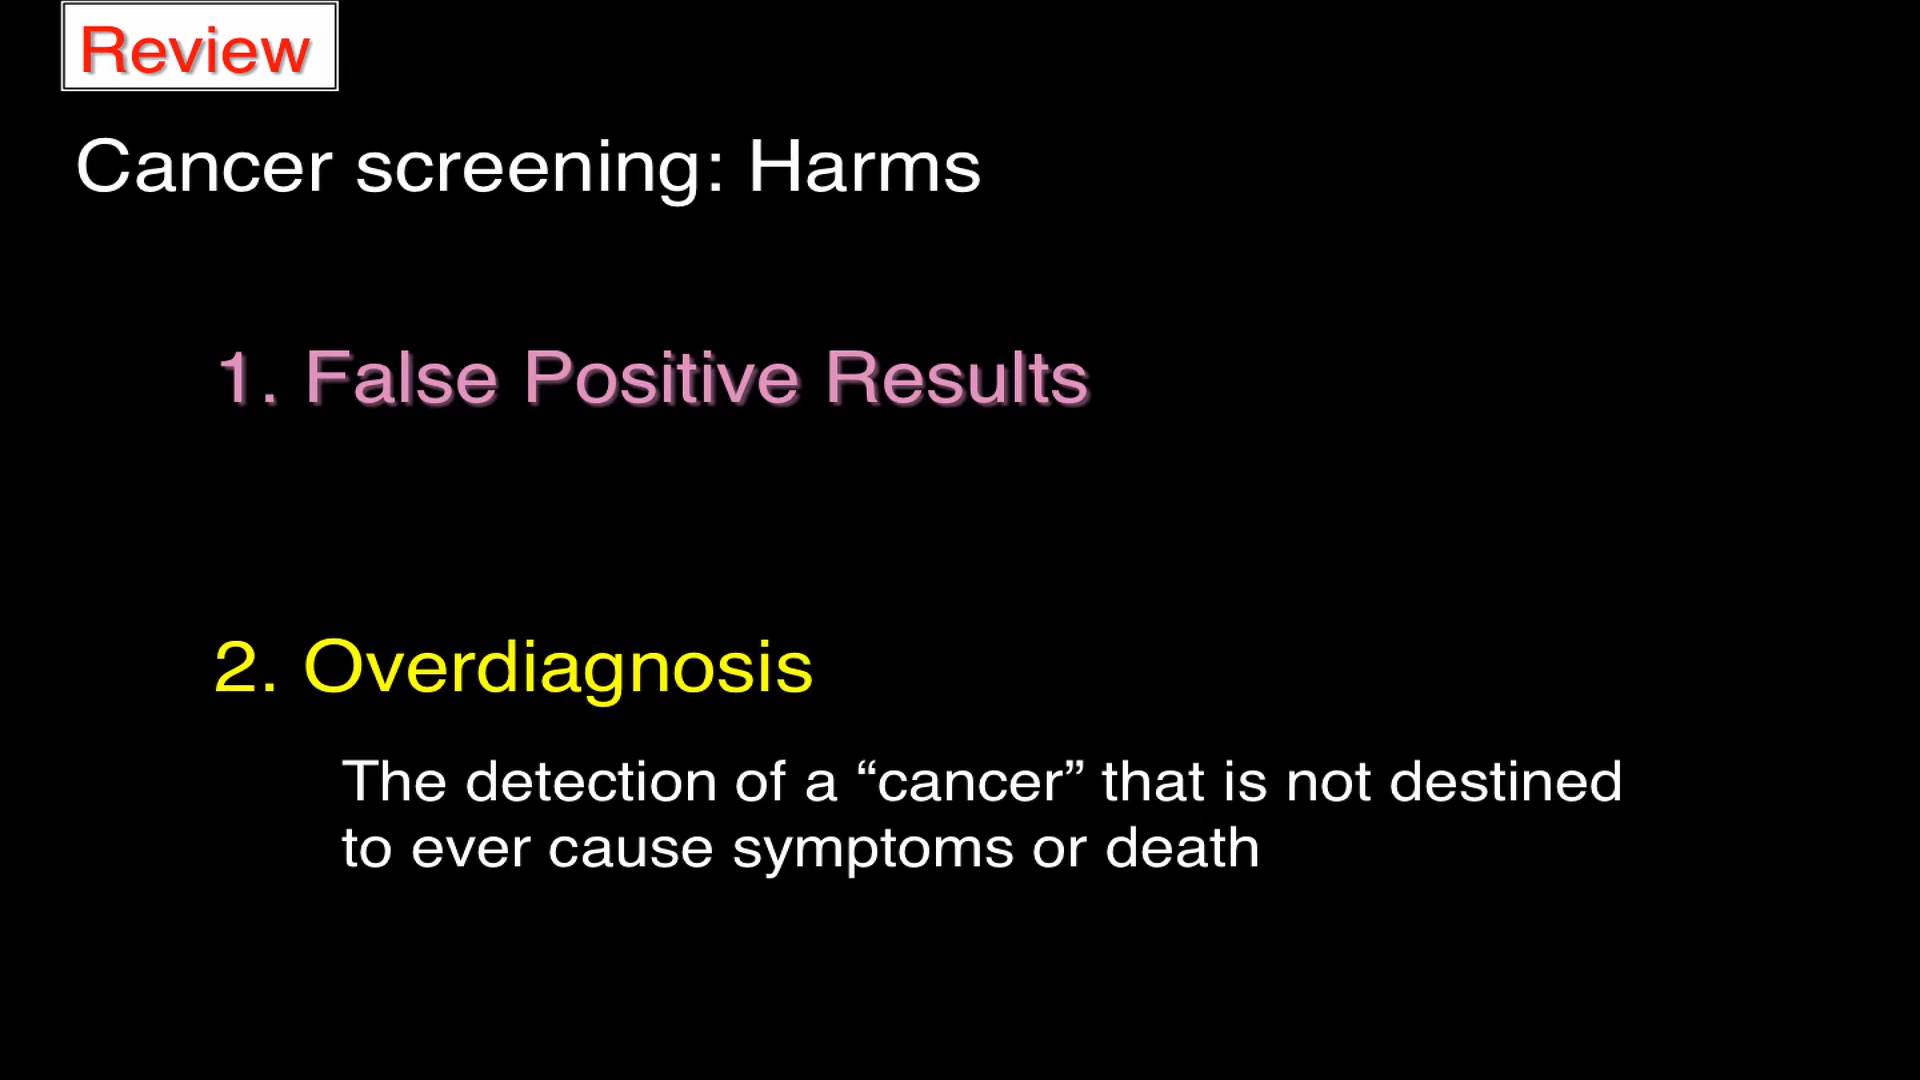 Review
Cancer screening: Harms
1. False Positive Results
2. Overdiagnosis
The detection of a “cancer” that is not destined
to ever cause symptoms or death